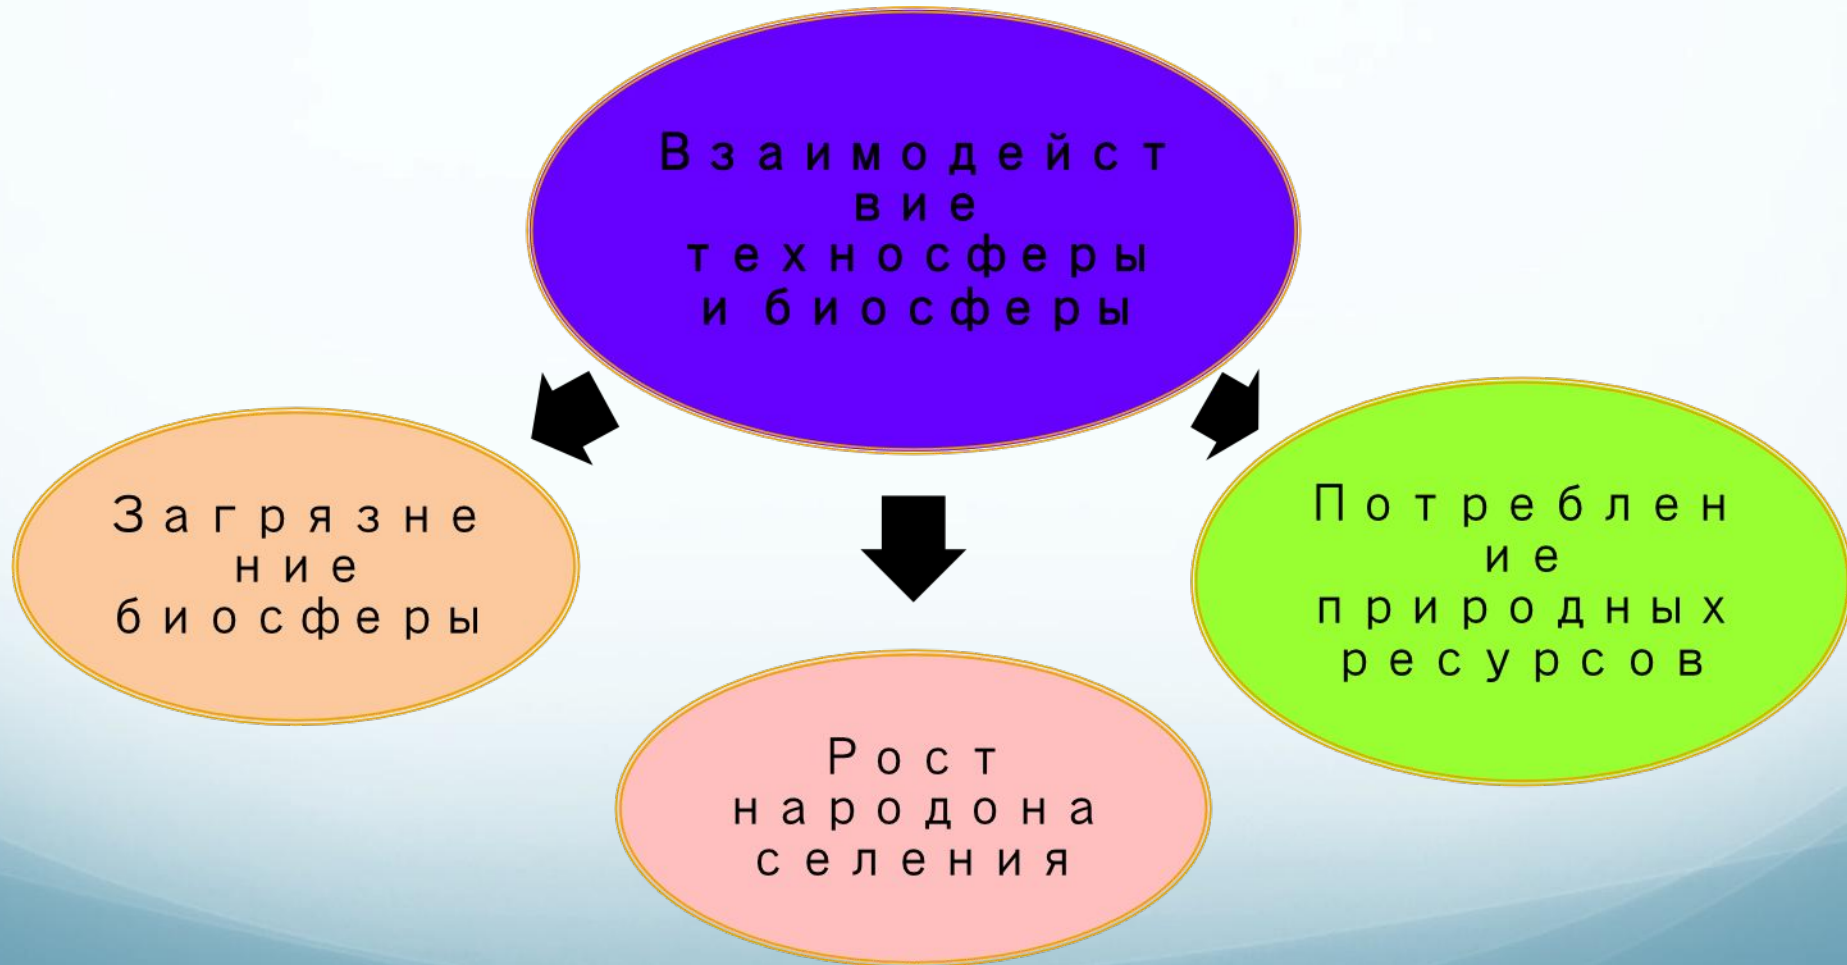 Взаимодейст
вие
техносферы
и биосферы
Загрязне
ние
биосферы
Потреблен
ие
природных
ресурсов
Рост
народона
селения